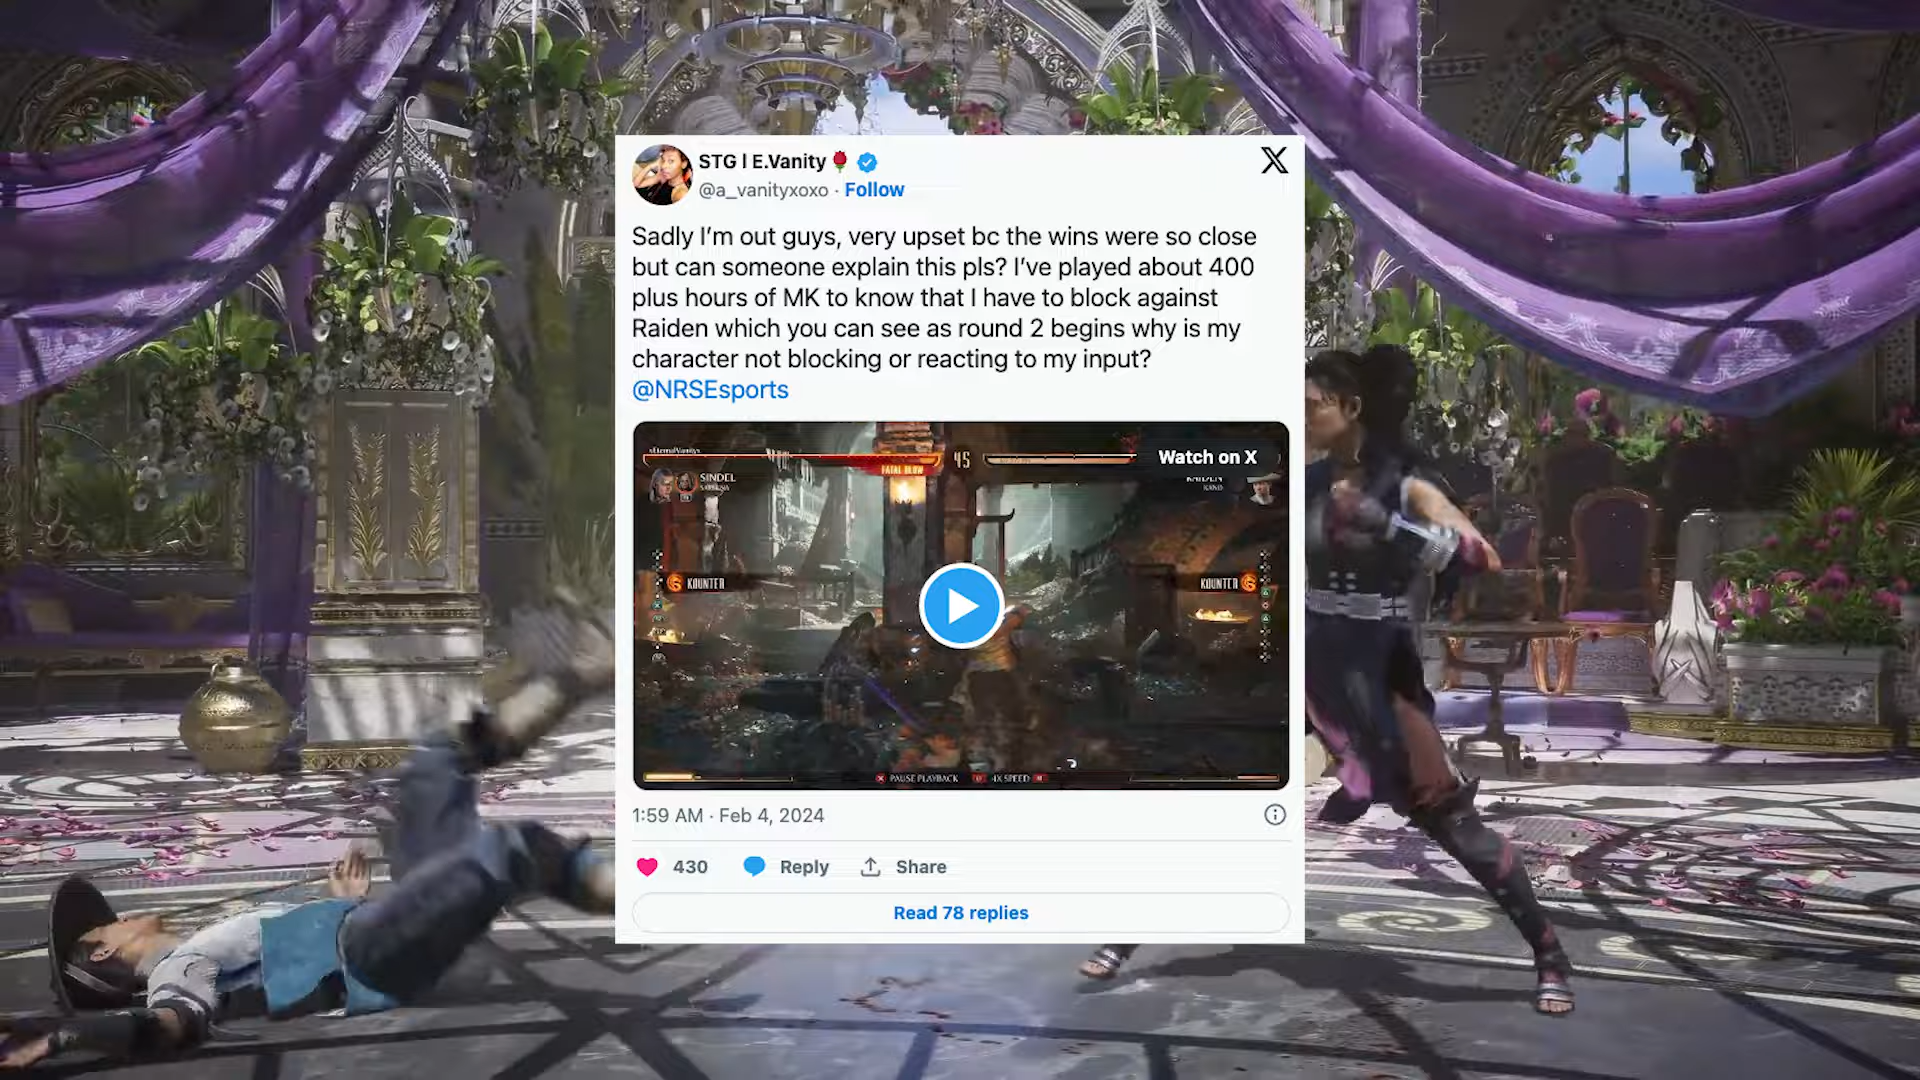 STG | E.Vanity🌹
@a_vanityxoxo · Follow
Sadly I’m out guys, very upset bc the wins were so close
but can someone explain this pls? I’ve played about 400
plus hours of MK to know that I have to block against
Raiden which you can see as round 2 begins why is my
character not blocking or reacting to my input?
@NRSEsports
45
Watch on X
FATAL BLOW
SINDEL
RAIDEN
KOUNTER
KOUNTER
PAUSE PLAYBACK
1:59 AM · Feb 4, 2024
430 Reply Share
Read 78 replies